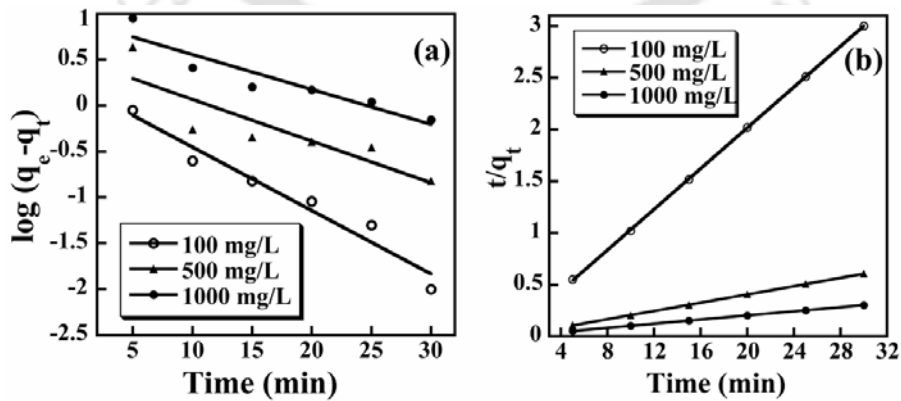 (a)
log (qe-qt)
1
0.5
0
-0.5
-1
-1.5
-2
-2.5
100 mg/L
500 mg/L
1000 mg/L
5 10 15 20 25 30
Time (min)
(b)
t/qt
3.5
3
2.5
2
1.5
1
0.5
0
100 mg/L
500 mg/L
1000 mg/L
4 8 12 16 20 24 28 32
Time (min)